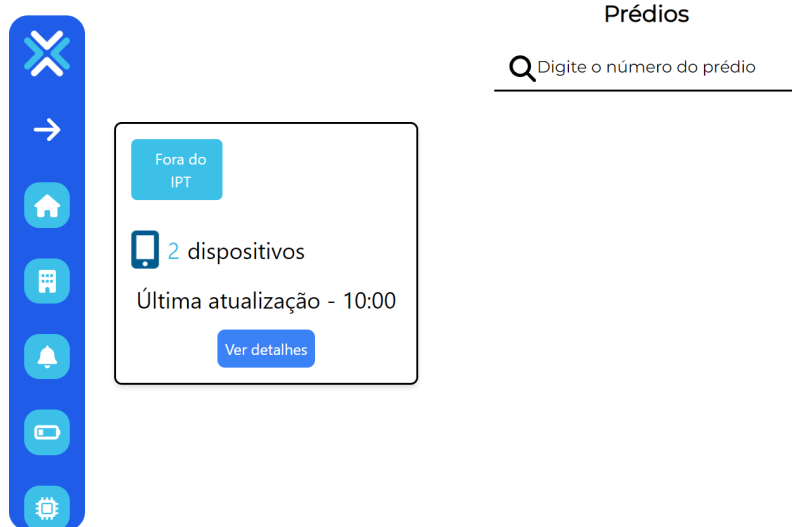 Prédios
Digite o número do prédio
Fora do
IPT
2 dispositivos
Última atualização - 10:00
Ver detalhes